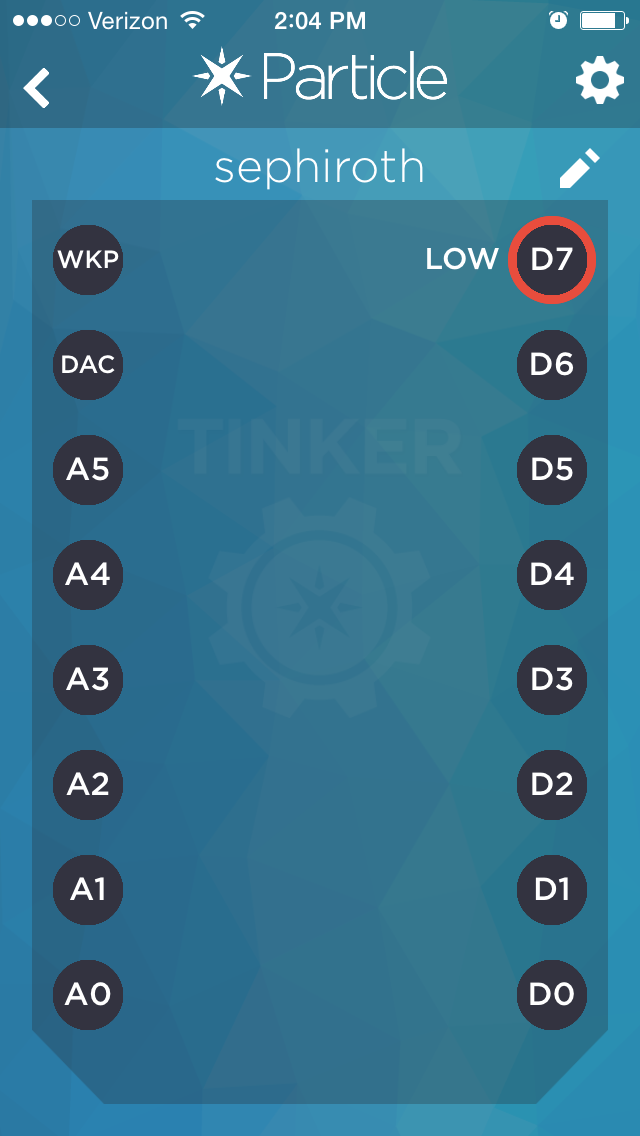 Verizon 2:04 PM
Particle
sephiroth
WKP LOW D7
DAC D6
TINKER
A5 D5
A4 D4
A3 D3
A2 D2
A1 D1
A0 D0